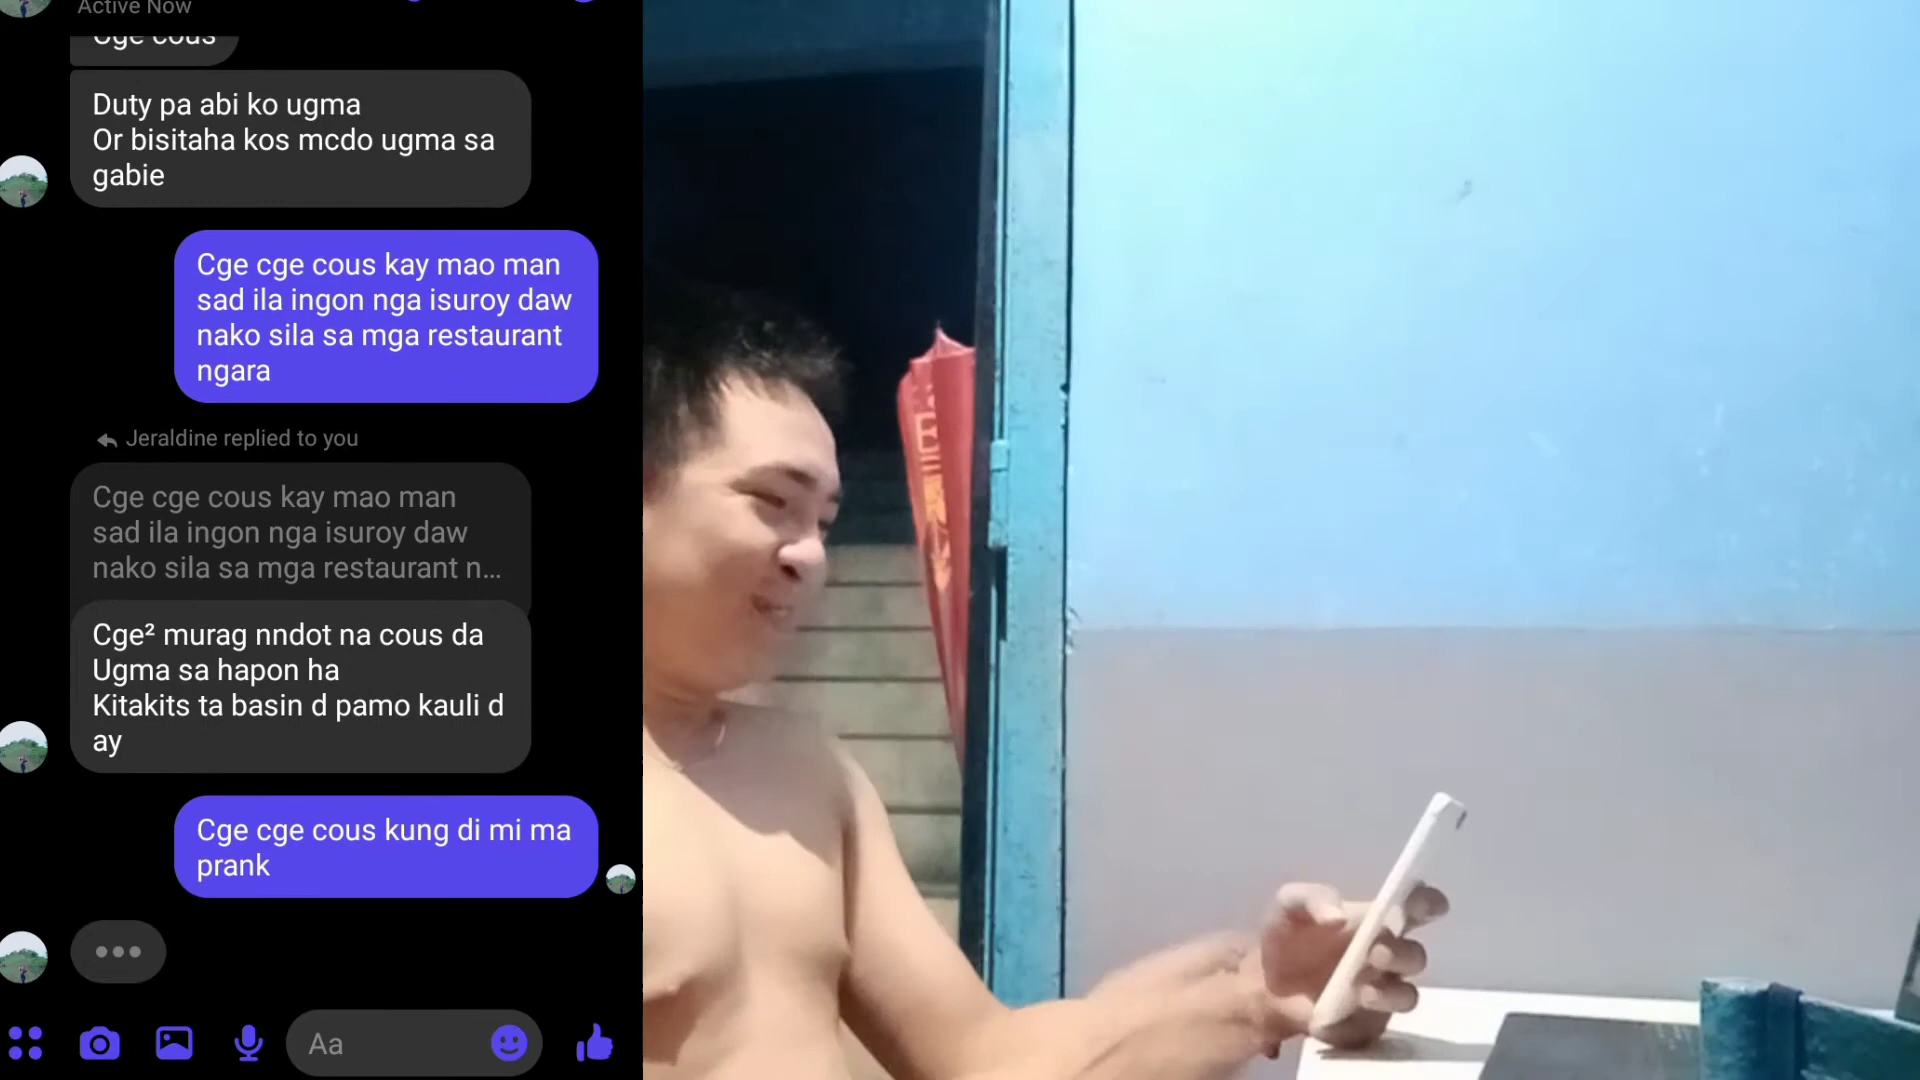 Active Now
Cge cous
Duty pa abi ko ugma
Or bisitaha kos mcdo ugma sa
gabie
Cge cge cous kay mao man
sad ila ingon nga isuroy daw
nako sila sa mga restaurant
ngara
Jeraldine replied to you
Cge cge cous kay mao man
sad ila ingon nga isuroy daw
nako sila sa mga restaurant n...
Cge² murag nndot na cous da
Ugma sa hapon ha
Kitakits ta basin d pamo kauli d
ay
Cge cge cous kung di mi ma
prank
Aa